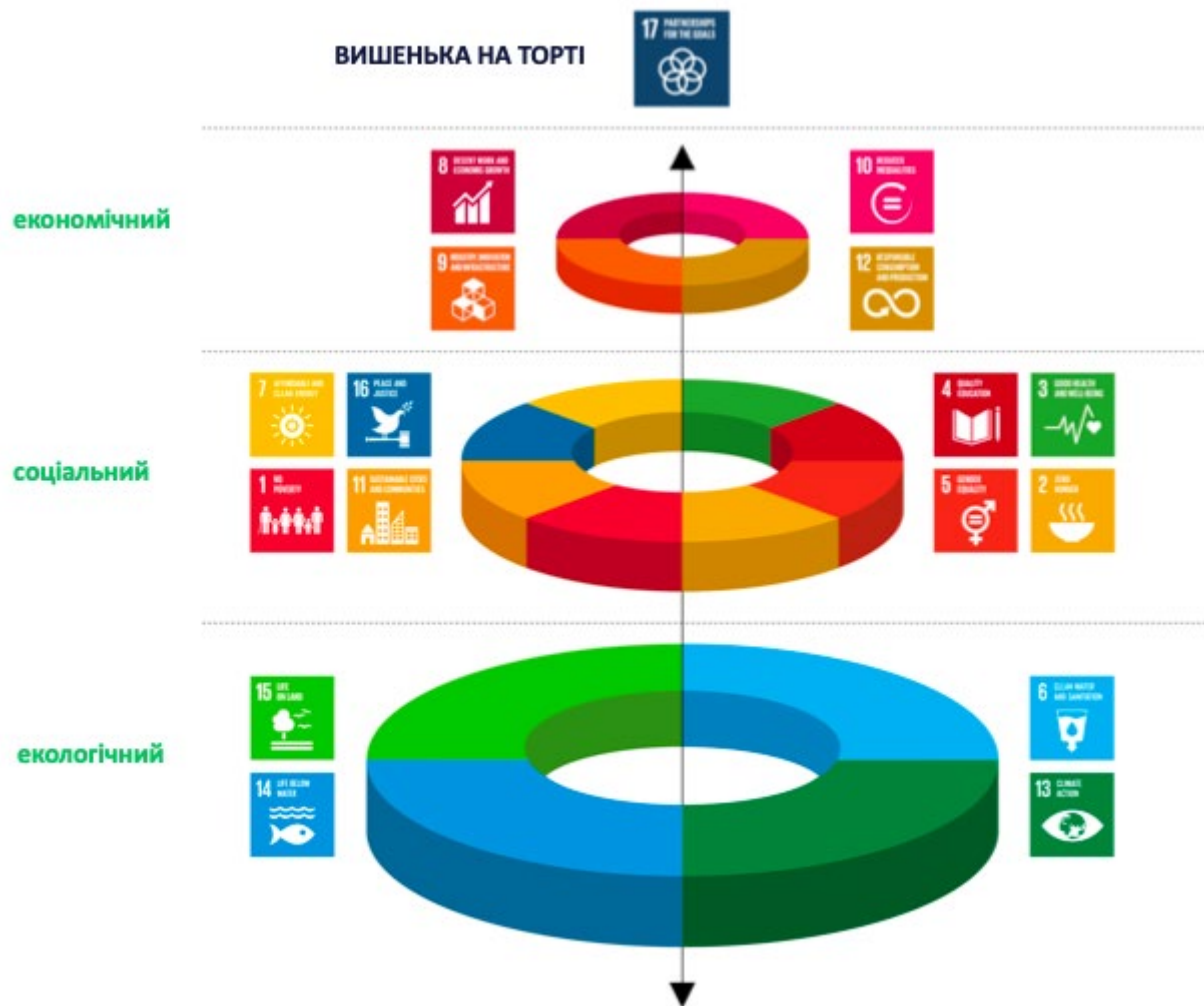 17 PARTNERSHIPS
FOR THE GOALS
ВИШЕНЬКА НА ТОРТІ
8 DECENT WORK AND
ECONOMIC GROWTH
10 REDUCED
INEQUALITIES
економічний
9 INDUSTRY, INNOVATION
AND INFRASTRUCTURE
12 RESPONSIBLE
CONSUMPTION
AND PRODUCTION
7 AFFORDABLE AND
CLEAN ENERGY
16 PEACE AND
JUSTICE
4 QUALITY
EDUCATION
3 GOOD HEALTH
AND WELL-BEING
соціальний
1 NO
POVERTY
11 SUSTAINABLE CITIES
AND COMMUNITIES
5 GENDER
EQUALITY
2 ZERO
HUNGER
15 LIFE
ON LAND
6 CLEAN WATER
AND SANITATION
екологічний
14 LIFE BELOW
WATER
13 CLIMATE
ACTION